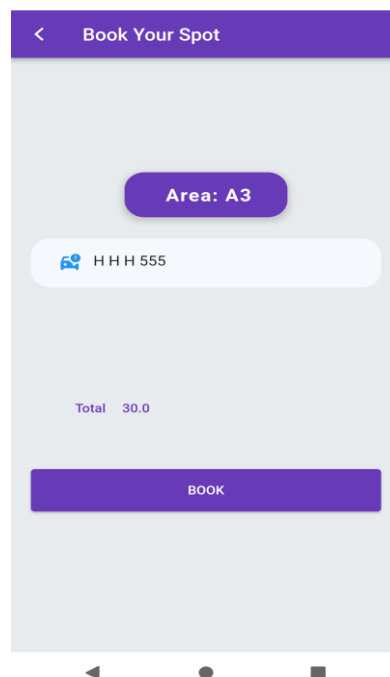 Book Your Spot
Area: A3
H H H 555
Total 30.0
BOOK